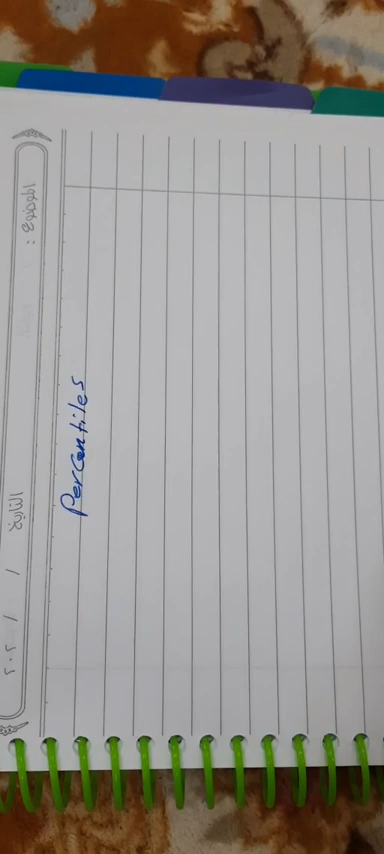 الموضوع :
التاريخ / / ٢٠٢
Percentiles